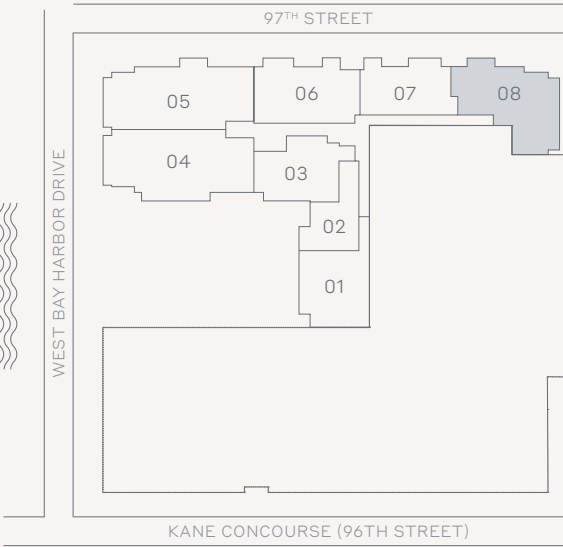 97TH STREET
05
06
07
08
04
03
02
01
WEST BAY HARBOR DRIVE
KANE CONCOURSE (96TH STREET)